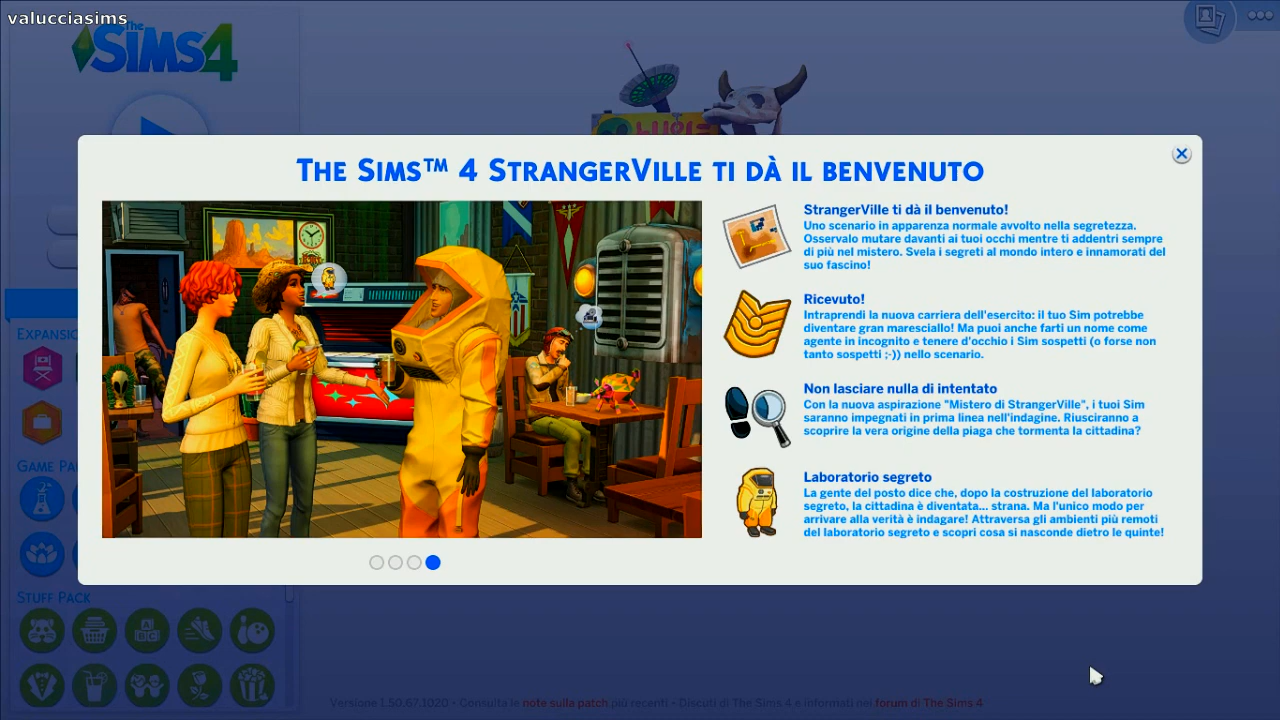 valucciasims
The
SiMS 4
The Sims™ 4 StrangerVille ti dà il benvenuto
StrangerVille ti dà il benvenuto!
Uno scenario in apparenza normale avvolto nella segretezza.
Osservalo mutare davanti ai tuoi occhi mentre ti addentri sempre
di più nel mistero. Svela i segreti al mondo intero e innamorati del
suo fascino!
Ricevuto!
Intraprendi la nuova carriera dell'esercito: il tuo Sim potrebbe
diventare gran maresciallo! Ma puoi anche farti un nome come
agente in incognito e tenere d'occhio i Sim sospetti (o forse non
tanto sospetti ;-)) nello scenario.
Non lasciare nulla di intentato
Con la nuova aspirazione "Mistero di StrangerVille", i tuoi Sim
saranno impegnati in prima linea nell'indagine. Riusciranno a
scoprire la vera origine della piaga che tormenta la cittadina?
Laboratorio segreto
La gente del posto dice che, dopo la costruzione del laboratorio
segreto, la cittadina è diventata... strana. Ma l'unico modo per
arrivare alla verità è indagare! Attraversa gli ambienti più remoti
del laboratorio segreto e scopri cosa si nasconde dietro le quinte!
Expansio
Game Pa
Stuff Pack
A
B C
Versione 1.50.67.1020 • Consulta le note sulla patch più recenti • Discuti di The Sims 4 e informati nel forum di The Sims 4